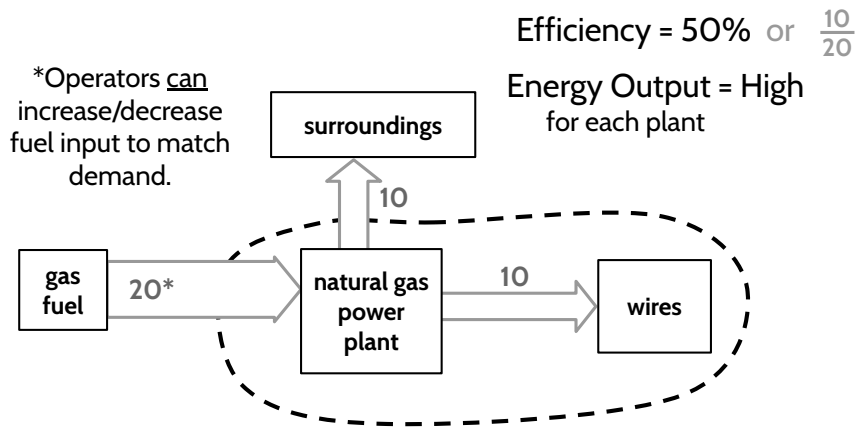 Efficiency = 50% or 10/20
*Operators can
increase/decrease
fuel input to match
demand.
Energy Output = High
for each plant
surroundings
10
gas
fuel
20*
natural gas
power
plant
10
wires